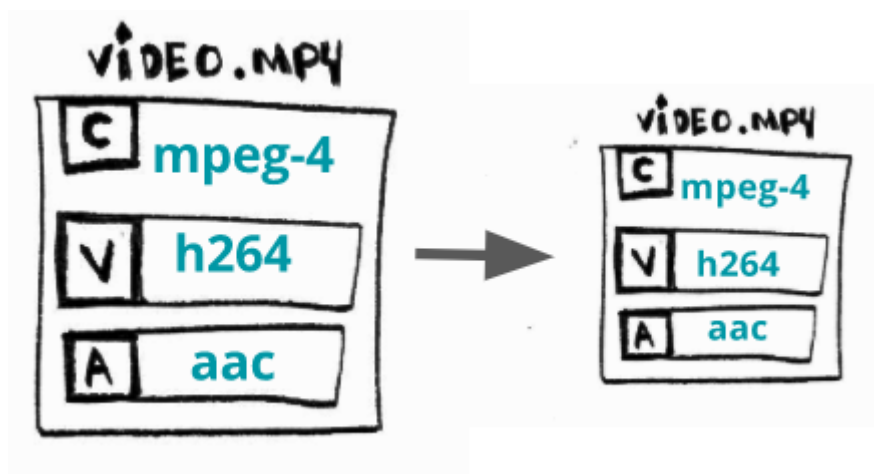 VIDEO.MP4
C mpeg-4
V h264
A aac
VIDEO.MP4
C mpeg-4
V h264
A aac